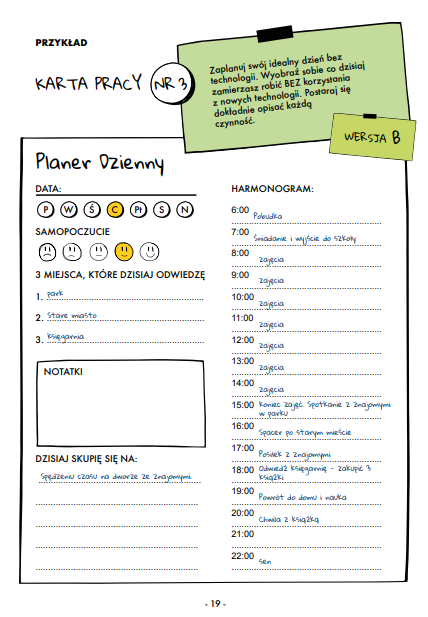 PRZYKŁAD
KARTA PRACY NR 3
Zaplanuj swój idealny dzień bez
technologii. Wyobraź sobie co dzisiaj
zamierzasz robić BEZ korzystania
z nowych technologii. Postaraj się
dokładnie opisać każdą
czynność.
WERSJA B
Planer Dzienny
DATA:
P W Ś C Pt S N
SAMOPOCZUCIE
3 MIEJSCA, KTÓRE DZISIAJ ODWIEDZĘ
1. park
2. Stare miasto
3. Księgarnia
NOTATKI
DZISIAJ SKUPIĘ SIĘ NA:
Spędzeniu czasu na dworze ze znajomymi.
HARMONOGRAM:
6:00 Pobudka
7:00 Śniadanie i wyjście do szkoły
8:00 zajęcia
9:00 zajęcia
10:00 zajęcia
11:00 zajęcia
12:00 zajęcia
13:00 zajęcia
14:00 zajęcia
15:00 Koniec zajęć. Spotkanie z znajomymi
w parku
16:00 Spacer po starym mieście
17:00 Posiłek z znajomymi
18:00 Odwiedź księgarnię - zakupić 3
książki
19:00 Powrót do domu i nauka
20:00 Chwila z książką
21:00
22:00 Sen
- 19 -